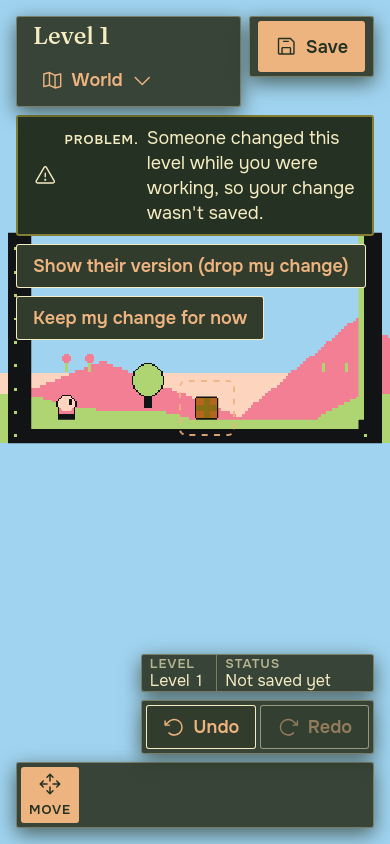 Level 1
World
Save
PROBLEM. Someone changed this
level while you were
working, so your change
wasn't saved.
Show their version (drop my change)
Keep my change for now
LEVEL
Level 1
STATUS
Not saved yet
Undo
Redo
MOVE